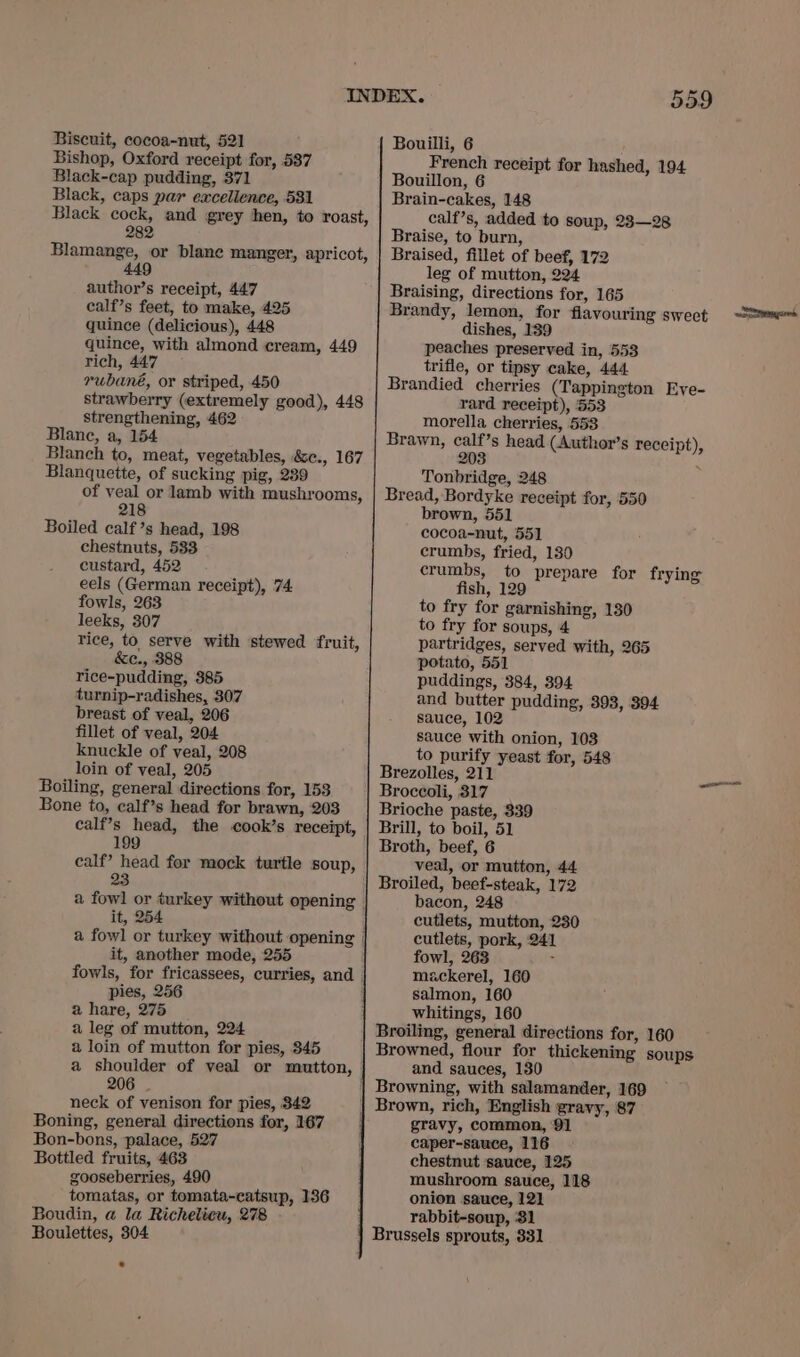 INDEX. 559
Biscuit, cocoa-nut, 521
Bishop, Oxford receipt for, 537
Black-cap pudding, 371
Black, caps par excellence, 531
Black cock, and grey hen, to roast,
282
Blamange, or blanc manger, apricot,
449
author's receipt, 447
calf's feet, to make, 425
quince (delicious), 448
quince, with almond cream, 449
rich, 447
rubané, or striped, 450
strawberry (extremely good), 448
strengthening, 462
Blanc, a, 154
Blanch to, meat, vegetables, &c., 167
Blanquette, of sucking pig, 239
of veal or lamb with mushrooms,
218
Boiled calf's head, 198
chestnuts, 533
custard, 452
eels (German receipt), 74
fowls, 263
leeks, 307
rice, to serve with stewed fruit,
&c., 388
rice-pudding, 385
turnip-radishes, 307
breast of veal, 206
fillet of veal, 204
knuckle of veal, 208
loin of veal, 205
Boiling, general directions for, 153
Bone to, calf's head for brawn, 203
calf's head, the cook's receipt,
199
calf' head for mock turtle soup,
23
a fowl or turkey without opening
it, 254
a fowl or turkey without opening
it, another mode, 255
fowls, for fricassees, curries, and
pies, 256
a hare, 275
a leg of mutton, 224
a loin of mutton for pies, 345
a shoulder of veal or mutton,
206
neck of venison for pies, 342
Boning, general directions for, 167
Bon-bons, palace, 527
Bottled fruits, 463
gooseberries, 490
tomatas, or tomata-catsup, 136
Boudin, a la Richelieu, 278
Boulettes, 304
Bouilli, 6
French receipt for hashed, 194
Bouillon, 6
Brain-cakes, 148
calf's, added to soup, 23—28
Braise, to burn,
Braised, fillet of beef, 172
leg of mutton, 224
Braising, directions for, 165
Brandy, lemon, for flavouring sweet
dishes, 139
peaches preserved in, 553
trifle, or tipsy cake, 444
Brandied cherries (Tappington Eve-
rard receipt), 553
morella cherries, 553
Brawn, calf's head (Author's receipt),
203
Tonbridge, 248
Bread, Bordyke receipt for, 550
brown, 551
cocoa-nut, 551
crumbs, fried, 130
crumbs, to prepare for frying
fish, 129
to fry for garnishing, 130
to fry for soups, 4
partridges, served with, 265
potato, 551
puddings, 384, 394
and butter pudding, 393, 394
sauce, 102
sauce with onion, 103
to purify yeast for, 548
Brezolles, 211
Broccoli, 317
Brioche paste, 339
Brill, to boil, 51
Broth, beef, 6
veal, or mutton, 44
Broiled, beef-steak, 172
bacon, 248
cutlets, mutton, 230
cutlets, pork, 241
fowl, 263
mackerel, 160
salmon, 160
whitings, 160
Broiling, general directions for, 160
Browned, flour for thickening soups
and sauces, 130
Browning, with salamander, 169
Brown, rich, English gravy, 87
gravy, common, 91
caper-sauce, 116
chestnut sauce, 125
mushroom sauce, 118
onion sauce, 121
rabbit-soup, 31
Brussels sprouts, 331